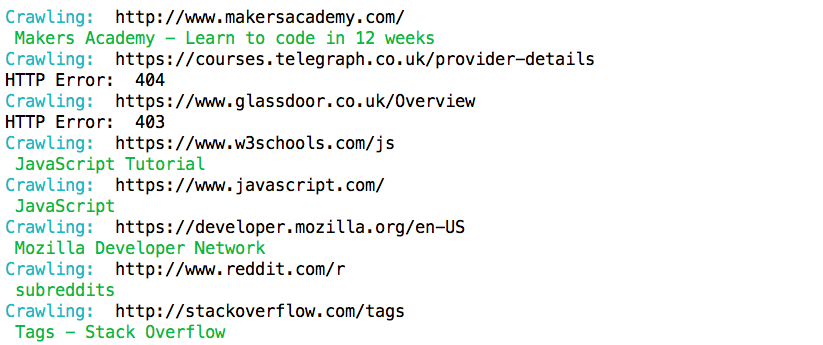 Crawling:  http://www.makersacademy.com/
Makers Academy - Learn to code in 12 weeks
Crawling:  https://courses.telegraph.co.uk/provider-details
HTTP Error:  404
Crawling:  https://www.glassdoor.co.uk/Overview
HTTP Error:  403
Crawling:  https://www.w3schools.com/js
JavaScript Tutorial
Crawling:  https://www.javascript.com/
JavaScript
Crawling:  https://developer.mozilla.org/en-US
Mozilla Developer Network
Crawling:  http://www.reddit.com/r
subreddits
Crawling:  http://stackoverflow.com/tags
Tags - Stack Overflow